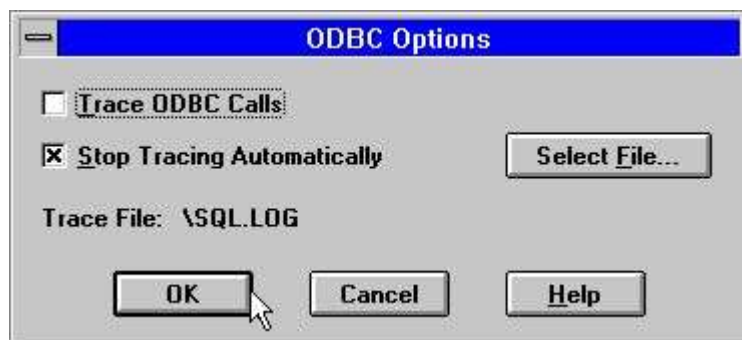 ODBC Options
Trace ODBC Calls
Stop Tracing Automatically
Select File...
Trace File: \SQL.LOG
OK
Cancel
Help